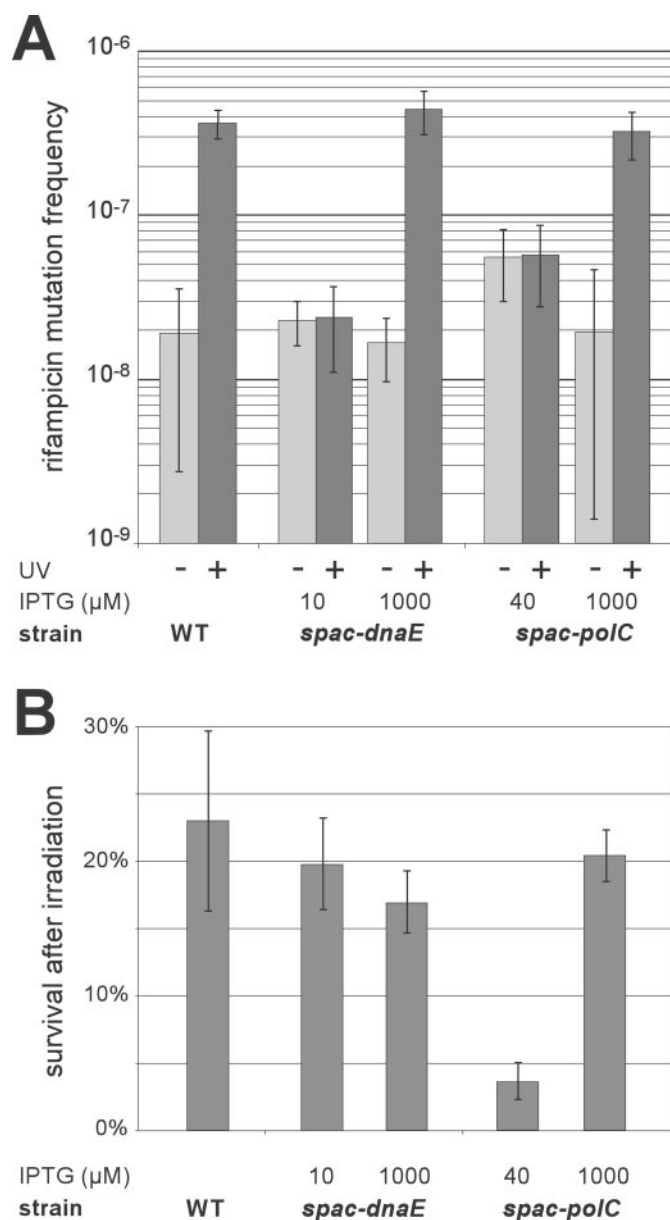 A
rifampicin mutation frequency
10-6
10-7
10-8
10-9
UV - + - + - + - + - +
IPTG (µM) 10 1000 40 1000
strain WT spac-dnaE spac-polC
B
survival after irradiation
30%
20%
10%
0%
IPTG (µM) 10 1000 40 1000
strain WT spac-dnaE spac-polC